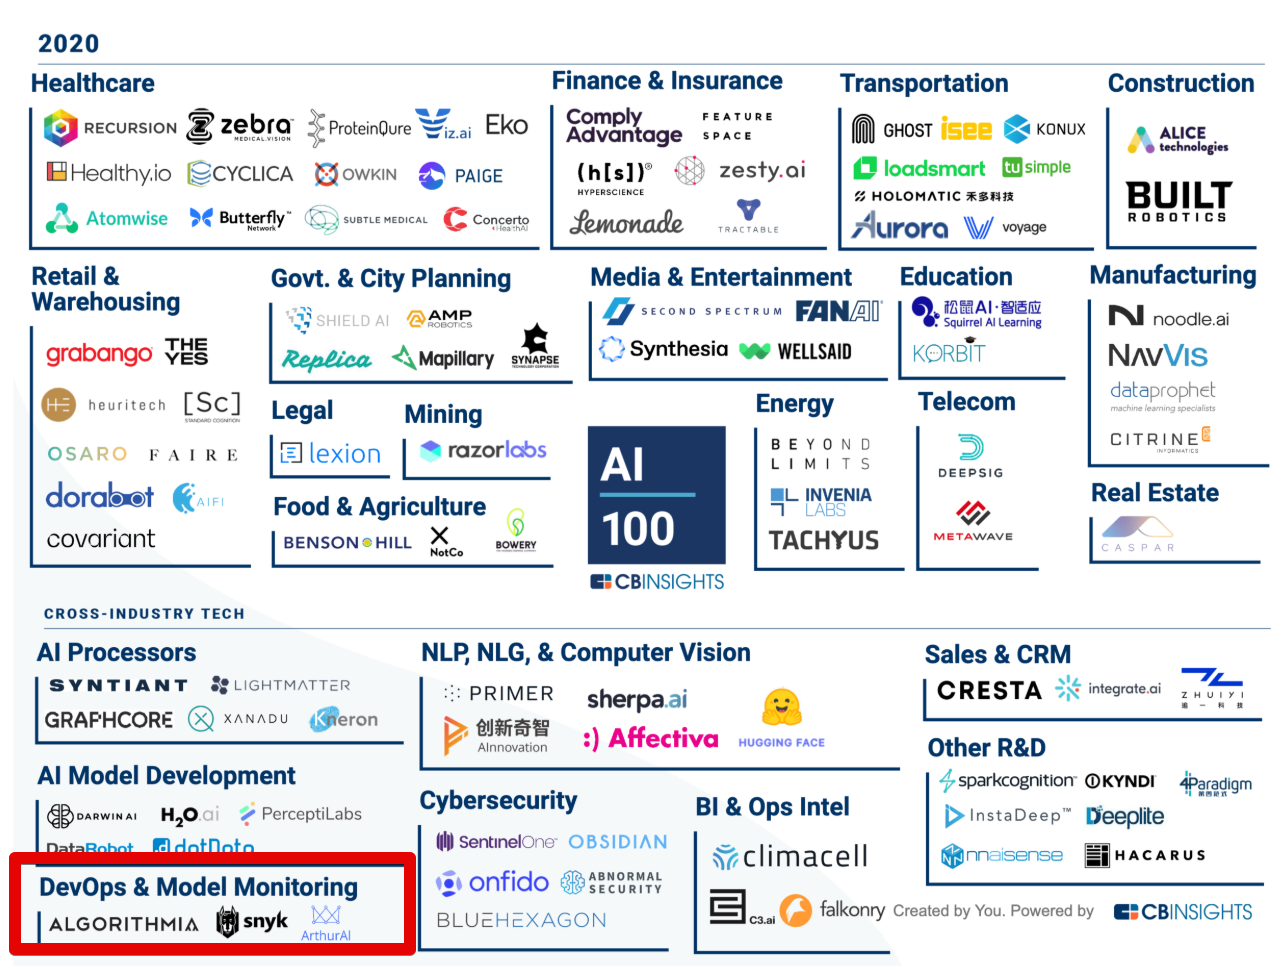 2020
Healthcare
RECURSION
zebra
MEDICAL VISION
ProteinQure
Viz.ai
Eko
Healthy.io
CYCLICA
OWKIN
PAIGE
Atomwise
Butterfly™
Network
SUBTLE MEDICAL
Concerto
HealthAI
Finance & Insurance
Comply
Advantage
FEATURE
SPACE
(h[s])®
HYPERSCIENCE
zesty.ai
Lemonade
TRACTABLE
Transportation
GHOST
isee
KONUX
loadsmart
tu simple
HOLOMATIC 禾多科技
Aurora
voyage
Construction
ALICE
technologies
BUILT
ROBOTICS
Retail &
Warehousing
grabango
THE
YES
heuritech
[Sc]
STANDARD COGNITION
OSARO
FAIRE
dorabot
AIFI
covariant
Govt. & City Planning
SHIELD AI
AMP
ROBOTICS
Replica
Mapillary
SYNAPSE
TECHNOLOGY CORPORATION
Media & Entertainment
SECOND SPECTRUM
FANAI
Synthesia
WELLSAID
Education
松鼠AI·智适应
Squirrel AI Learning
KORBIT
Manufacturing
noodle.ai
NAVVIS
dataprophet
machine learning specialists
CITRINE
INFORMATICS
Legal
lexion
Mining
razorlabs
Food & Agriculture
BENSON HILL
NotCo
BOWERY
AI
100
CBINSIGHTS
Energy
BEYOND
LIMITS
INVENIA
LABS
TACHYUS
Telecom
DEEPSIG
METAWAVE
Real Estate
CASPAR
CROSS-INDUSTRY TECH
AI Processors
SYNTIANT
LIGHTMATTER
GRAPHCORE
XANADU
Kneron
NLP, NLG, & Computer Vision
PRIMER
sherpa.ai
创新奇智
AInnovation
:) Affectiva
HUGGING FACE
Sales & CRM
CRESTA
integrate.ai
ZHUIYI
追一科技
AI Model Development
DARWIN AI
H2O.ai
PerceptiLabs
DataRobot
dotData
DevOps & Model Monitoring
ALGORITHMIA
snyk
ArthurAI
Cybersecurity
SentinelOne
OBSIDIAN
onfido
ABNORMAL
SECURITY
BLUEHEXAGON
BI & Ops Intel
climacell
C3.ai
falkonry
Other R&D
sparkcognition™
KYNDI
4Paradigm
第四范式
InstaDeep™
Deeplite
nnaisense
HACARUS
Created by You. Powered by
CBINSIGHTS